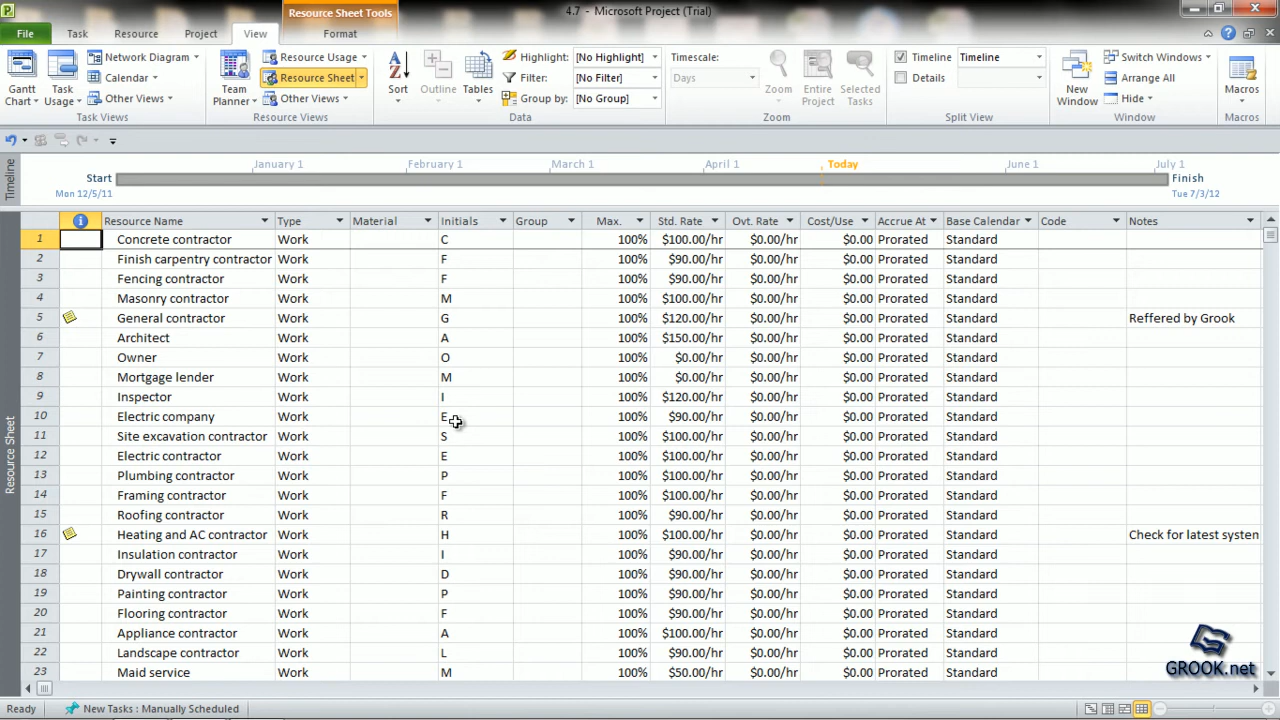 Resource Sheet Tools
4.7 - Microsoft Project (Trial)
File Task Resource Project View Format
Network Diagram
Calendar
Other Views
Gantt Chart
Task Usage
Task Views
Team Planner
Resource Usage
Resource Sheet
Other Views
Resource Views
Sort
Outline
Tables
Highlight: [No Highlight]
Filter: [No Filter]
Group by: [No Group]
Data
Timescale:
Days
Zoom
Entire Project
Selected Tasks
Zoom
Timeline Timeline
Details
Split View
New Window
Switch Windows
Arrange All
Hide
Window
Macros
Macros
Timeline
January 1 February 1 March 1 April 1 Today June 1 July 1
Start
Mon 12/5/11
Finish
Tue 7/3/12
Resource Sheet
Resource Name Type Material Initials Group Max. Std. Rate Ovt. Rate Cost/Use Accrue At Base Calendar Code Notes
1 Concrete contractor Work C 100% $100.00/hr $0.00/hr $0.00 Prorated Standard
2 Finish carpentry contractor Work F 100% $90.00/hr $0.00/hr $0.00 Prorated Standard
3 Fencing contractor Work F 100% $90.00/hr $0.00/hr $0.00 Prorated Standard
4 Masonry contractor Work M 100% $100.00/hr $0.00/hr $0.00 Prorated Standard
5 General contractor Work G 100% $120.00/hr $0.00/hr $0.00 Prorated Standard Reffered by Grook
6 Architect Work A 100% $150.00/hr $0.00/hr $0.00 Prorated Standard
7 Owner Work O 100% $0.00/hr $0.00/hr $0.00 Prorated Standard
8 Mortgage lender Work M 100% $0.00/hr $0.00/hr $0.00 Prorated Standard
9 Inspector Work I 100% $120.00/hr $0.00/hr $0.00 Prorated Standard
10 Electric company Work E 100% $90.00/hr $0.00/hr $0.00 Prorated Standard
11 Site excavation contractor Work S 100% $100.00/hr $0.00/hr $0.00 Prorated Standard
12 Electric contractor Work E 100% $100.00/hr $0.00/hr $0.00 Prorated Standard
13 Plumbing contractor Work P 100% $100.00/hr $0.00/hr $0.00 Prorated Standard
14 Framing contractor Work F 100% $100.00/hr $0.00/hr $0.00 Prorated Standard
15 Roofing contractor Work R 100% $90.00/hr $0.00/hr $0.00 Prorated Standard
16 Heating and AC contractor Work H 100% $100.00/hr $0.00/hr $0.00 Prorated Standard Check for latest systen
17 Insulation contractor Work I 100% $90.00/hr $0.00/hr $0.00 Prorated Standard
18 Drywall contractor Work D 100% $90.00/hr $0.00/hr $0.00 Prorated Standard
19 Painting contractor Work P 100% $90.00/hr $0.00/hr $0.00 Prorated Standard
20 Flooring contractor Work F 100% $90.00/hr $0.00/hr $0.00 Prorated Standard
21 Appliance contractor Work A 100% $100.00/hr $0.00/hr $0.00 Prorated Standard
22 Landscape contractor Work L 100% $90.00/hr $0.00/hr $0.00 Prorated Standard
23 Maid service Work M 100% $50.00/hr $0.00/hr $0.00 Prorated Standard
GROOK.net
Ready New Tasks : Manually Scheduled